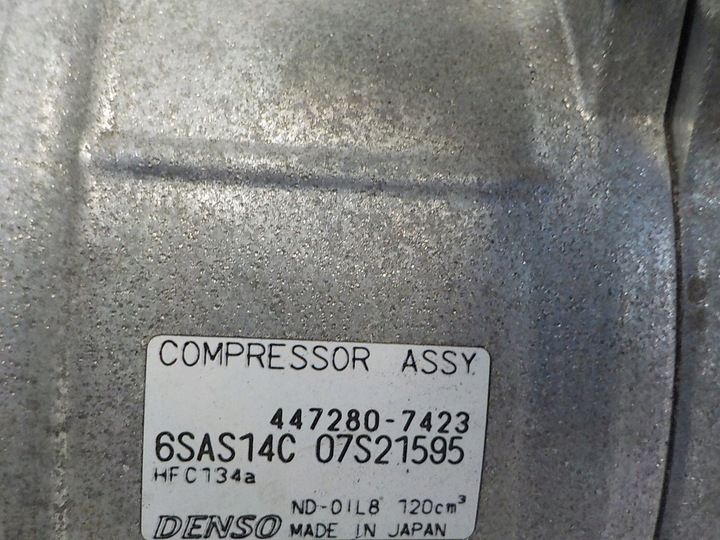 COMPRESSOR ASSY.
447280-7423
6SAS14C 07S21595
HFC134a
ND-OIL8 120cm³
DENSO MADE IN JAPAN